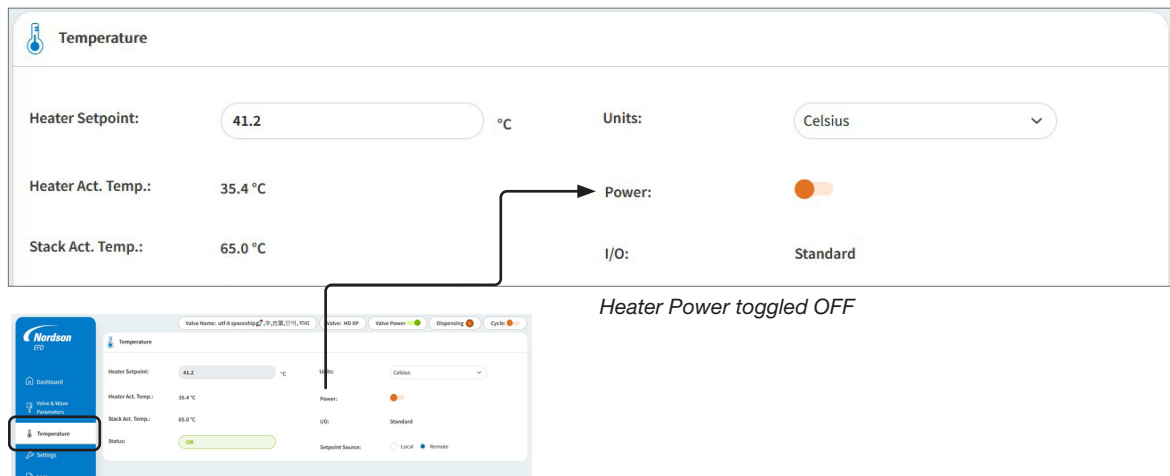 Temperature
Heater Setpoint: 41.2 °C Units: Celsius
Heater Act. Temp.: 35.4 °C Power:
Stack Act. Temp.: 65.0 °C I/O: Standard
Heater Power toggled OFF
Nordson
EFD
Valve Name: utf-8 spaceship Valve: HD XP Valve Power Dispensing Cycle:
Temperature
Dashboard
Heater Setpoint: 41.2 °C Units: Celsius
Valve & Wave
Parameters
Heater Act. Temp.: 35.4 °C Power:
Temperature
Stack Act. Temp.: 65.0 °C I/O: Standard
Status: OK Setpoint Source: Local Remote
Settings